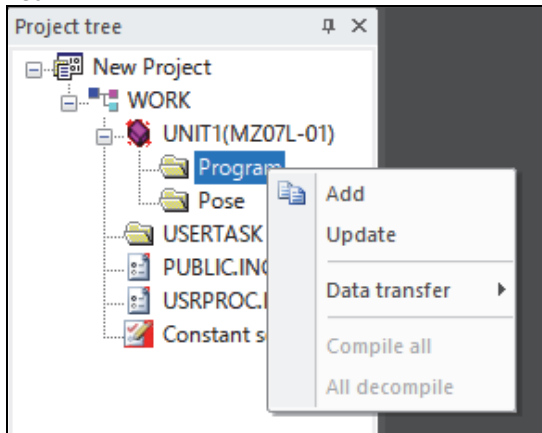 Project tree
New Project
WORK
UNIT1(MZ07L-01)
Program
Pose
USERTASK
PUBLIC.INC
USRPROC.I
Constant s
Add
Update
Data transfer
Compile all
All decompile